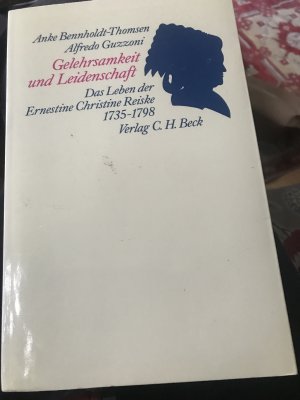 Anke Bennholdt-Thomsen
Alfredo Guzzoni
Gelehrsamkeit
und Leidenschaft
Das Leben der
Ernestine Christine Reiske
1735-1798
Verlag C. H. Beck